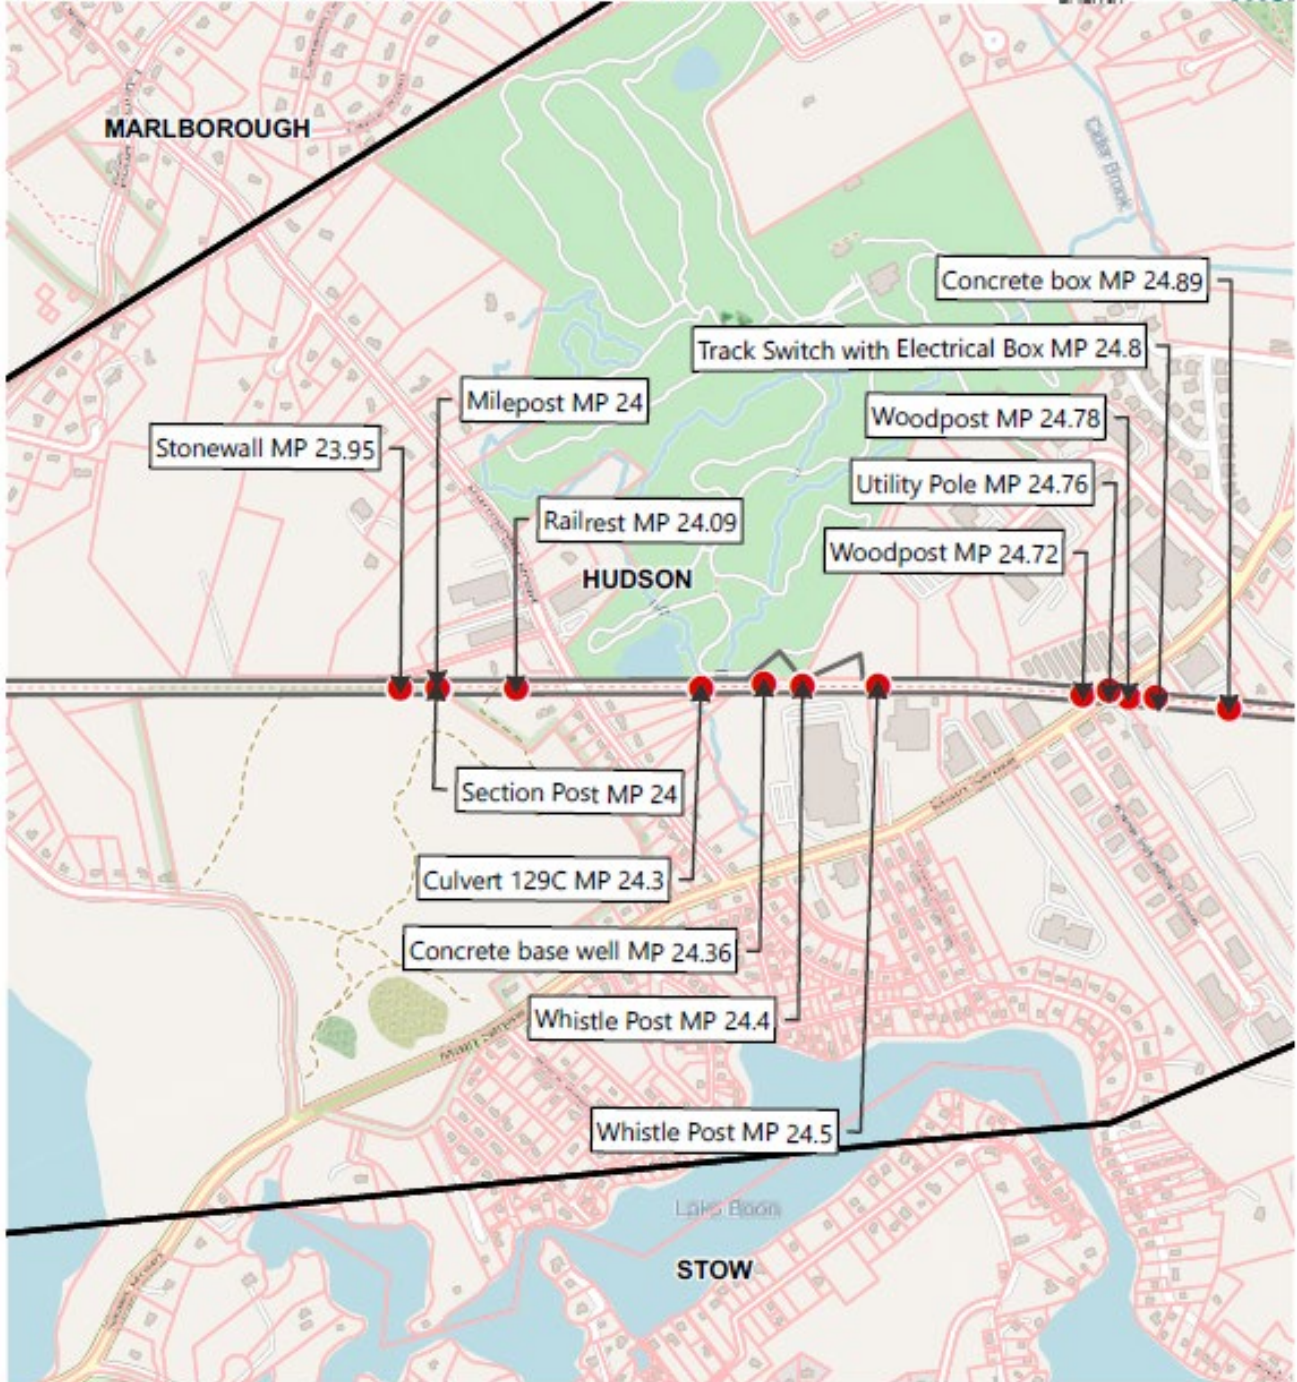 MARLBOROUGH
Cider Brook
Concrete box MP 24.89
Track Switch with Electrical Box MP 24.8
Milepost MP 24
Woodpost MP 24.78
Stonewall MP 23.95
Utility Pole MP 24.76
Railrest MP 24.09
Woodpost MP 24.72
HUDSON
Section Post MP 24
Culvert 129C MP 24.3
Concrete base well MP 24.36
Whistle Post MP 24.4
Whistle Post MP 24.5
Lake Boon
STOW